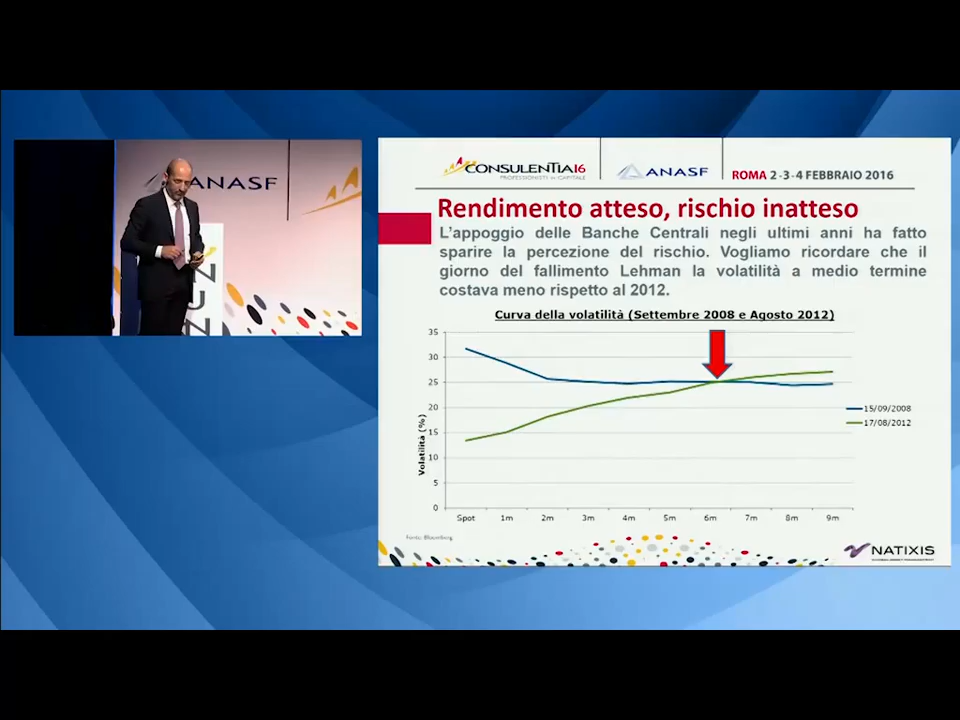 ANASF
CONSULENTIA16
PROFESSIONISTI IN CAPITALE
ANASF
ROMA 2-3-4 FEBBRAIO 2016
Rendimento atteso, rischio inatteso
L'appoggio delle Banche Centrali negli ultimi anni ha fatto
sparire la percezione del rischio. Vogliamo ricordare che il
giorno del fallimento Lehman la volatilità a medio termine
costava meno rispetto al 2012.
Curva della volatilità (Settembre 2008 e Agosto 2012)
35
30
25
20
15
10
5
0
Volatilità (%)
Spot 1m 2m 3m 4m 5m 6m 7m 8m 9m
15/09/2008
17/08/2012
Fonte: Bloomberg
NATIXIS